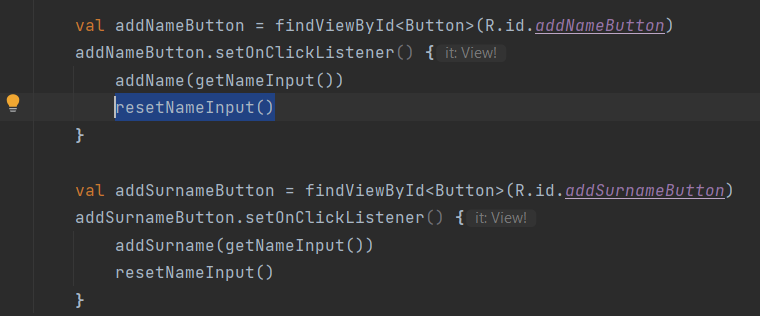 val addNameButton = findViewById<Button>(R.id.addNameButton)
addNameButton.setOnClickListener() { it: View!
addName(getNameInput())
resetNameInput()
}
val addSurnameButton = findViewById<Button>(R.id.addSurnameButton)
addSurnameButton.setOnClickListener() { it: View!
addSurname(getNameInput())
resetNameInput()
}